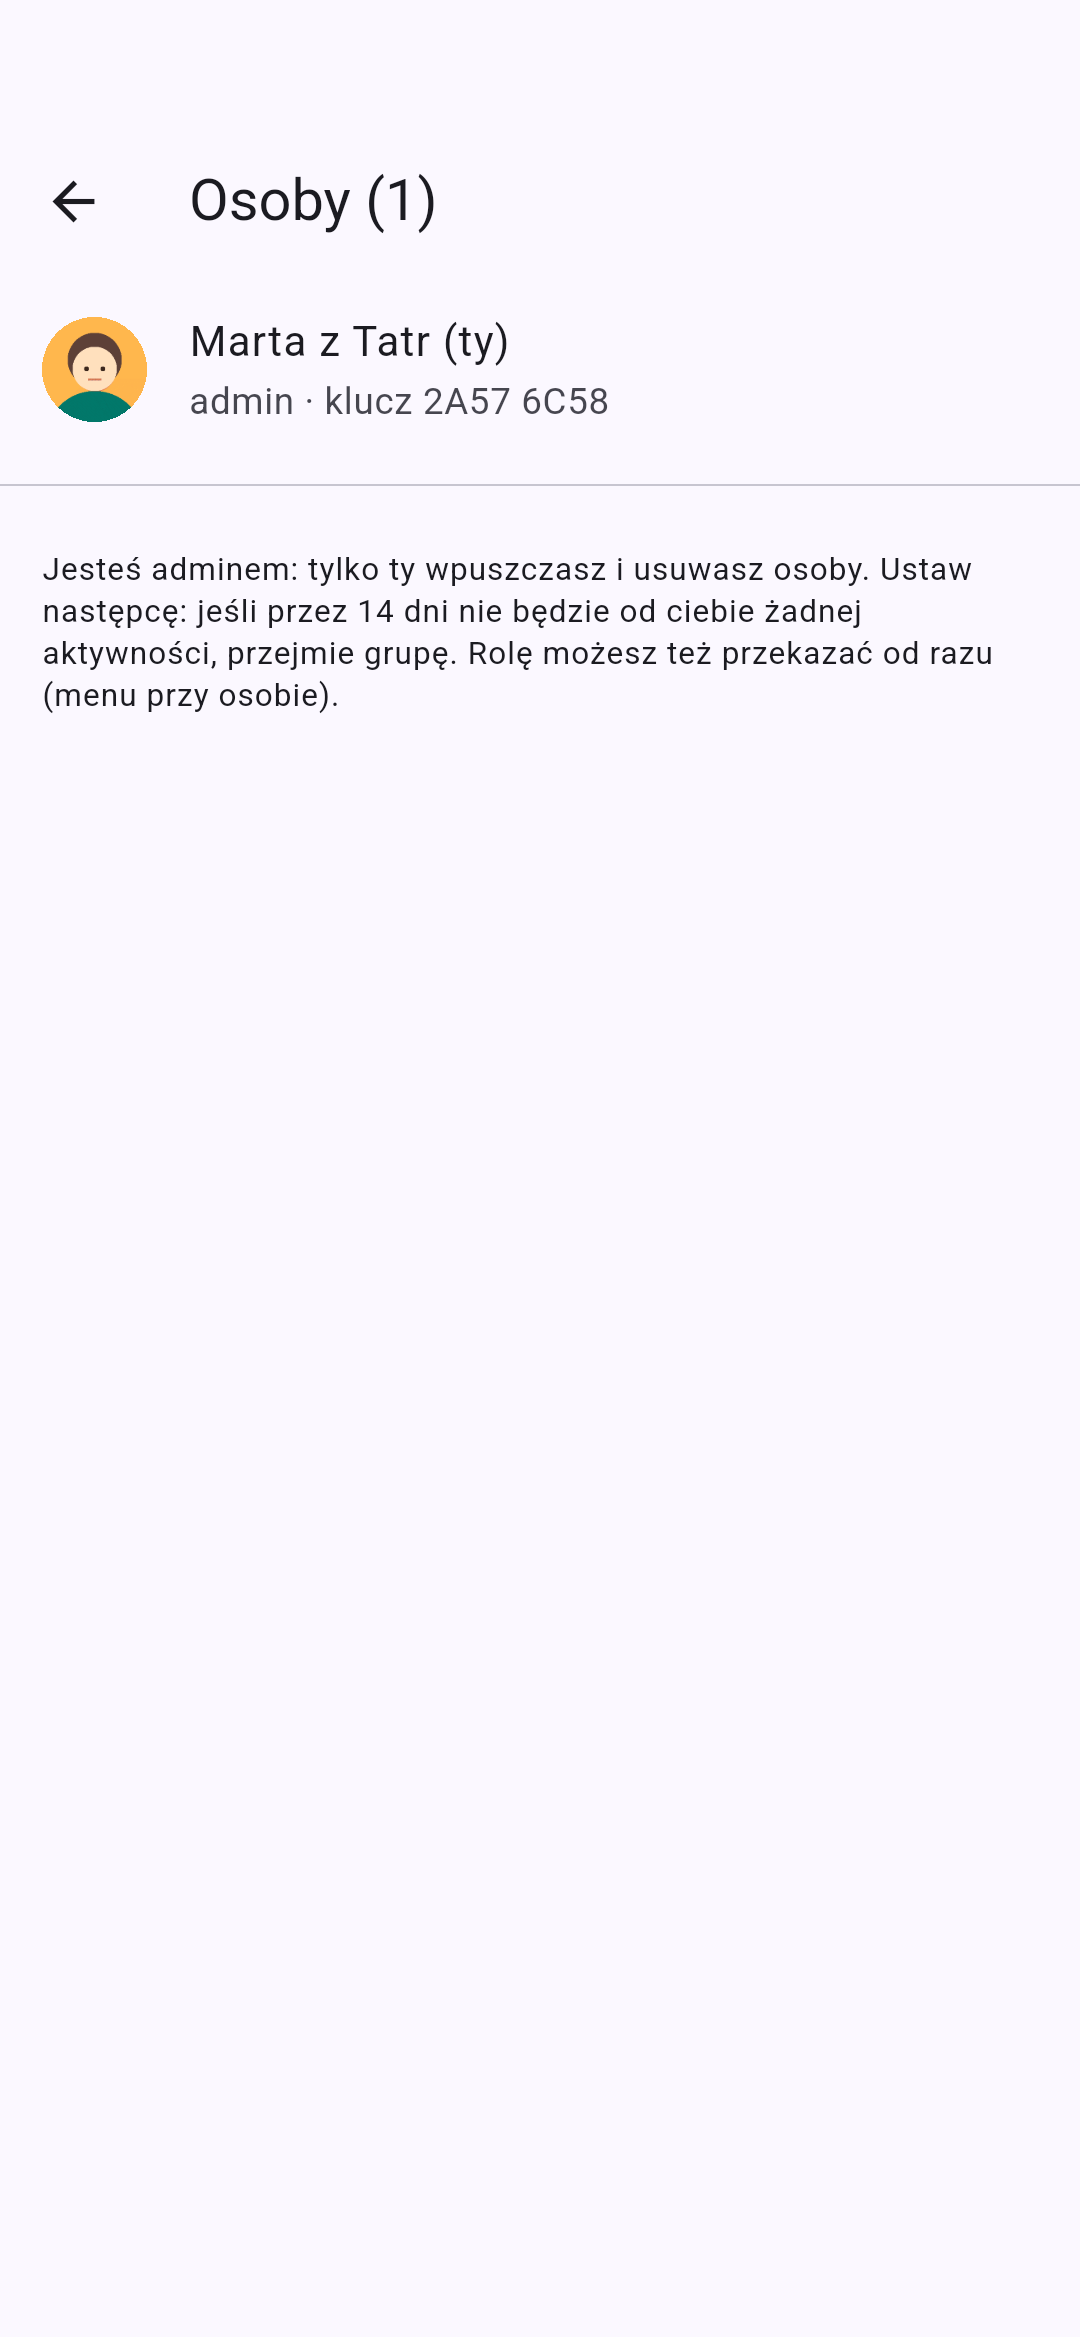 Osoby (1)
Marta z Tatr (ty)
admin · klucz 2A57 6C58
Jesteś adminem: tylko ty wpuszczasz i usuwasz osoby. Ustaw
następcę: jeśli przez 14 dni nie będzie od ciebie żadnej
aktywności, przejmie grupę. Rolę możesz też przekazać od razu
(menu przy osobie).